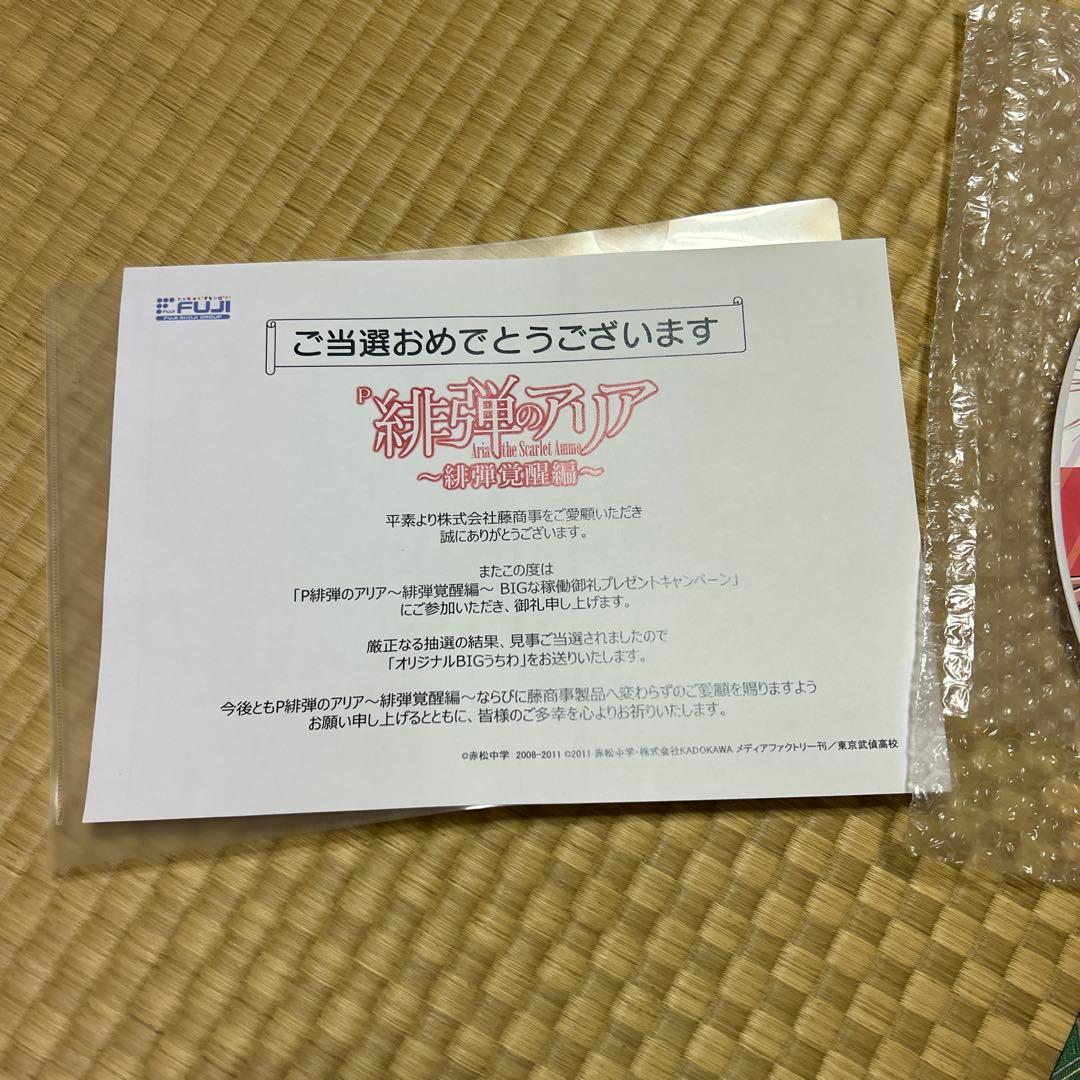 FUJI
FUJI SHOJI GROUP
ご当選おめでとうございます
P
緋弾のアリア
Aria the Scarlet Ammo
～緋弾覚醒編～
平素より株式会社藤商事をご愛顧いただき
誠にありがとうございます。
またこの度は
「P緋弾のアリア～緋弾覚醒編～ BIGな稼働御礼プレゼントキャンペーン」
にご参加いただき、御礼申し上げます。
厳正なる抽選の結果、見事ご当選されましたので
「オリジナルBIGうちわ」をお送りいたします。
今後ともP緋弾のアリア～緋弾覚醒編～ならびに藤商事製品へ変わらずのご愛顧を賜りますよう
お願い申し上げるとともに、皆様のご多幸を心よりお祈りいたします。
©赤松中学 2008-2011 ©2011 赤松中学・株式会社KADOKAWA メディアファクトリー刊／東京武偵高校